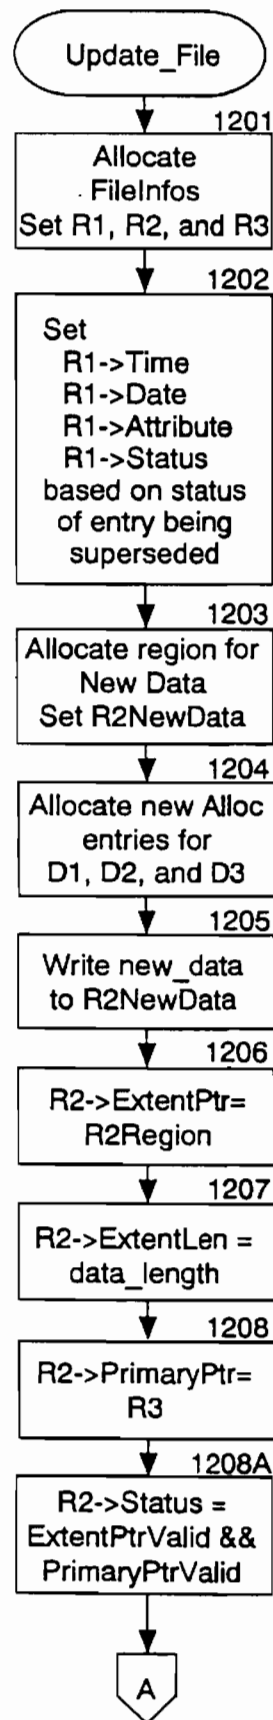 Update_File
1201
Allocate
FileInfos
Set R1, R2, and R3
1202
Set
R1->Time
R1->Date
R1->Attribute
R1->Status
based on status
of entry being
superseded
1203
Allocate region for
New Data
Set R2NewData
1204
Allocate new Alloc
entries for
D1, D2, and D3
1205
Write new_data
to R2NewData
1206
R2->ExtentPtr=
R2Region
1207
R2->ExtentLen =
data_length
1208
R2->PrimaryPtr=
R3
1208A
R2->Status =
ExtentPtrValid &&
PrimaryPtrValid
A